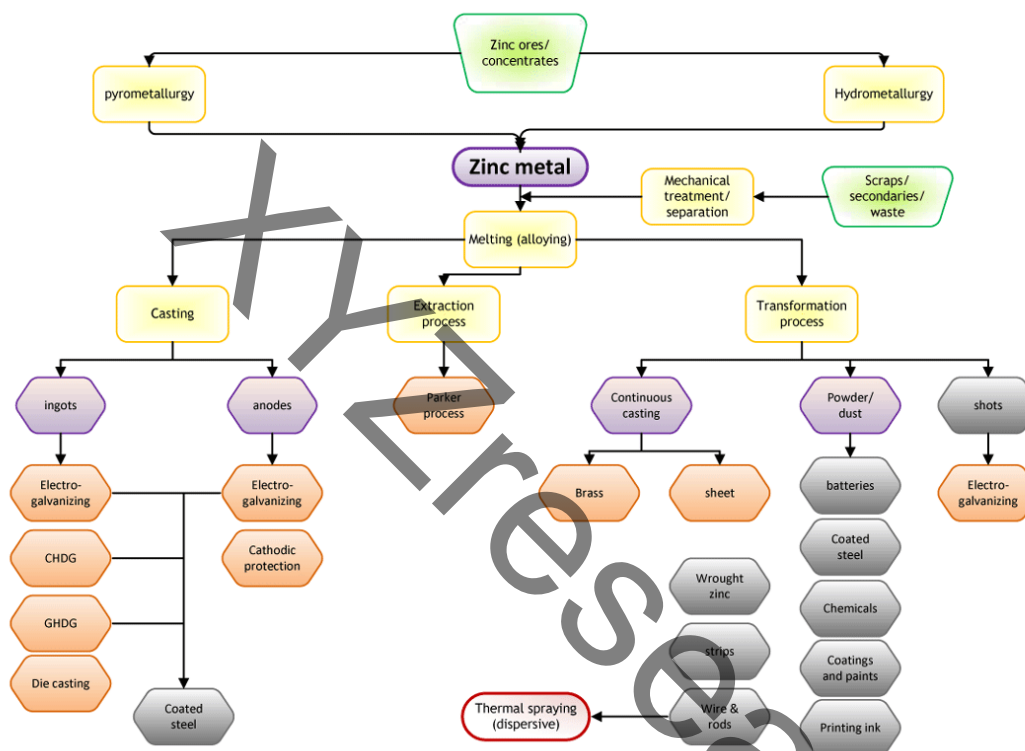 Zinc ores/
concentrates
pyrometallurgy
Hydrometallurgy
Zinc metal
Mechanical
treatment/
separation
Scraps/
secondaries/
waste
Melting (alloying)
Casting
Extraction
process
Transformation
process
ingots
anodes
Parker
process
Continuous
casting
Powder/
dust
shots
Electro-
galvanizing
Electro-
galvanizing
Brass
sheet
batteries
Electro-
galvanizing
CHDG
Cathodic
protection
Coated
steel
Wrought
zinc
Chemicals
GHDG
strips
Coatings
and paints
Die casting
Coated
steel
Thermal spraying
(dispersive)
Wire &
rods
Printing ink
XYZrese